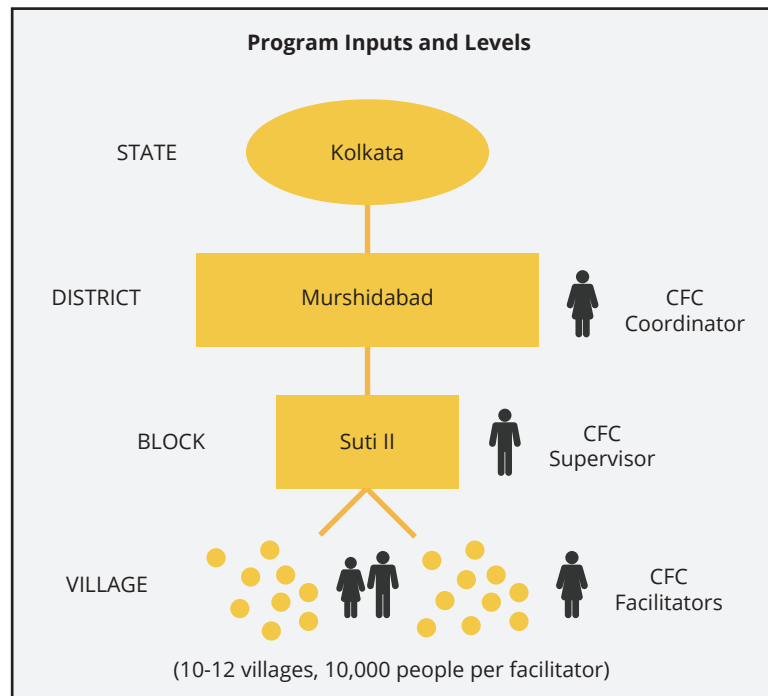 Program Inputs and Levels
STATE
Kolkata
DISTRICT
Murshidabad
CFC
Coordinator
BLOCK
Suti II
CFC
Supervisor
VILLAGE
CFC
Facilitators
(10-12 villages, 10,000 people per facilitator)